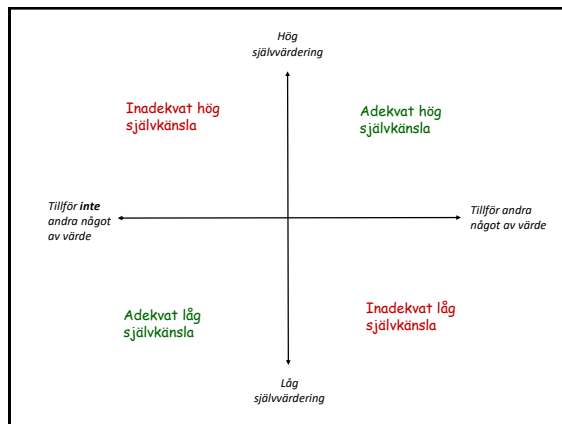 Hög
självvärdering
Inadekvat hög
självkänsla
Adekvat hög
självkänsla
Tillför inte
andra något
av värde
Tillför andra
något av värde
Adekvat låg
självkänsla
Inadekvat låg
självkänsla
Låg
självvärdering